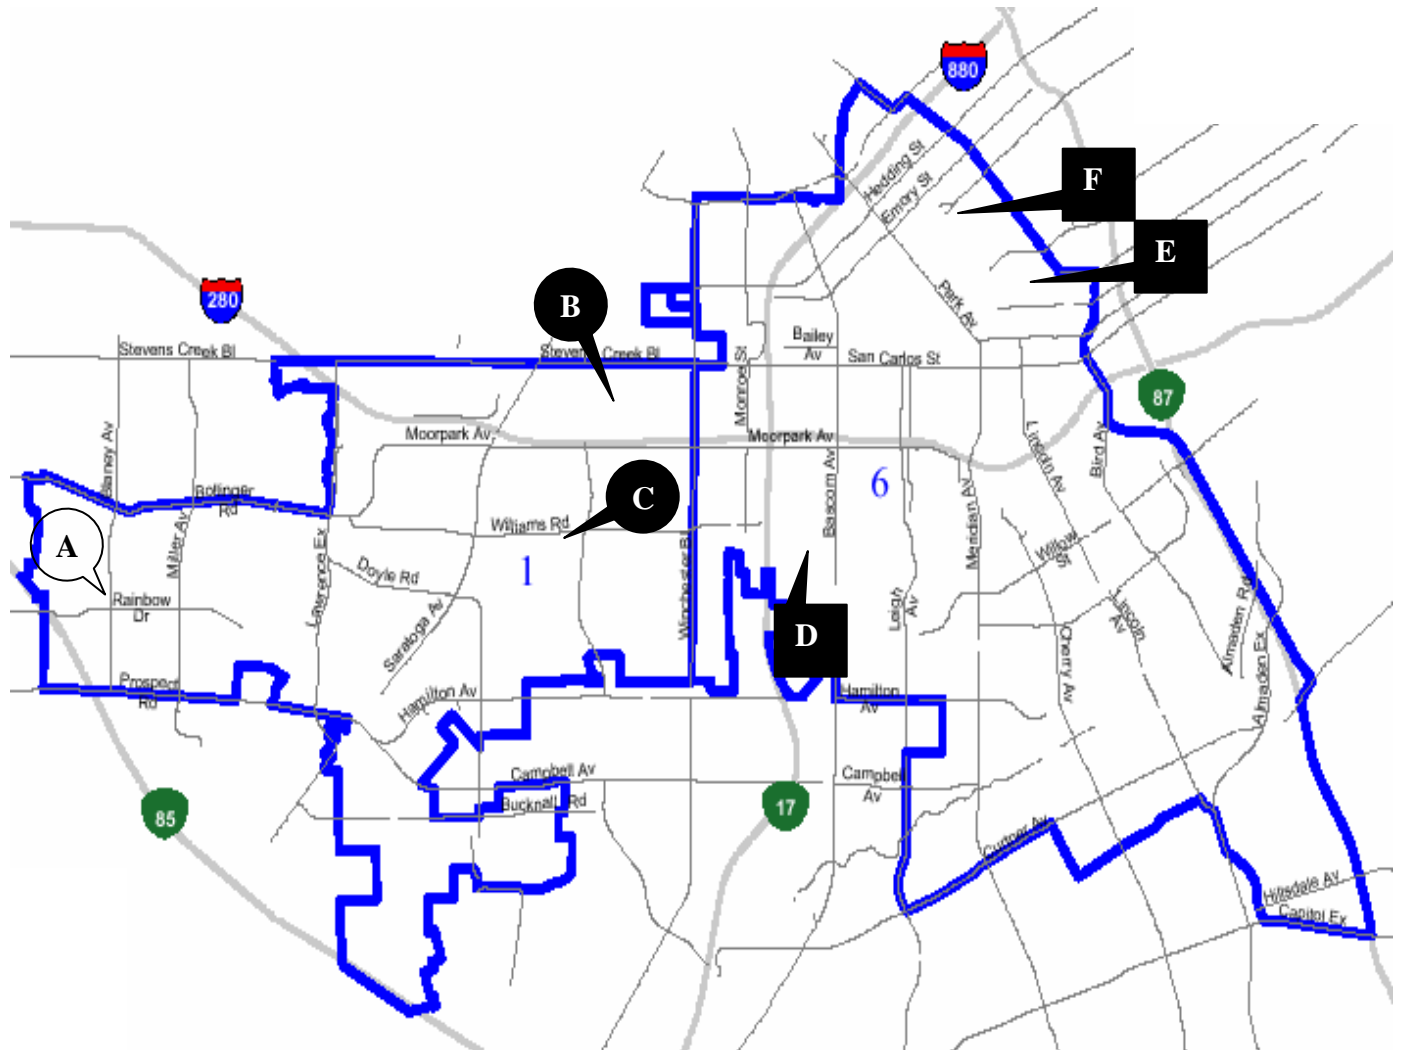 880
F
Hedding St
Emory St
E
280
B
Park Av
Bailey
Av
Stevens Creek Bl
Stevens Creek Bl
San Carlos St
Monroe St
87
Moorpark Av
Moorpark Av
Blaney Av
Lincoln Av
Bird Av
Bascom Av
6
Bollinger
Rd
C
Meridian Av
Williams Rd
Miller Av
A
Lawrence Ex
Winchester Bl
Willow
St
Doyle Rd
1
Rainbow
Dr
Leigh
Av
Lincoln
Av
Saratoga Av
D
Almaden Rd
Cherry Av
Almaden Ex
Prospect
Rd
Hamilton Av
Hamilton
Av
Campbell Av
Campbell
Av
Bucknall Rd
17
85
Curtner Av
Hillsdale Av
Capitol Ex